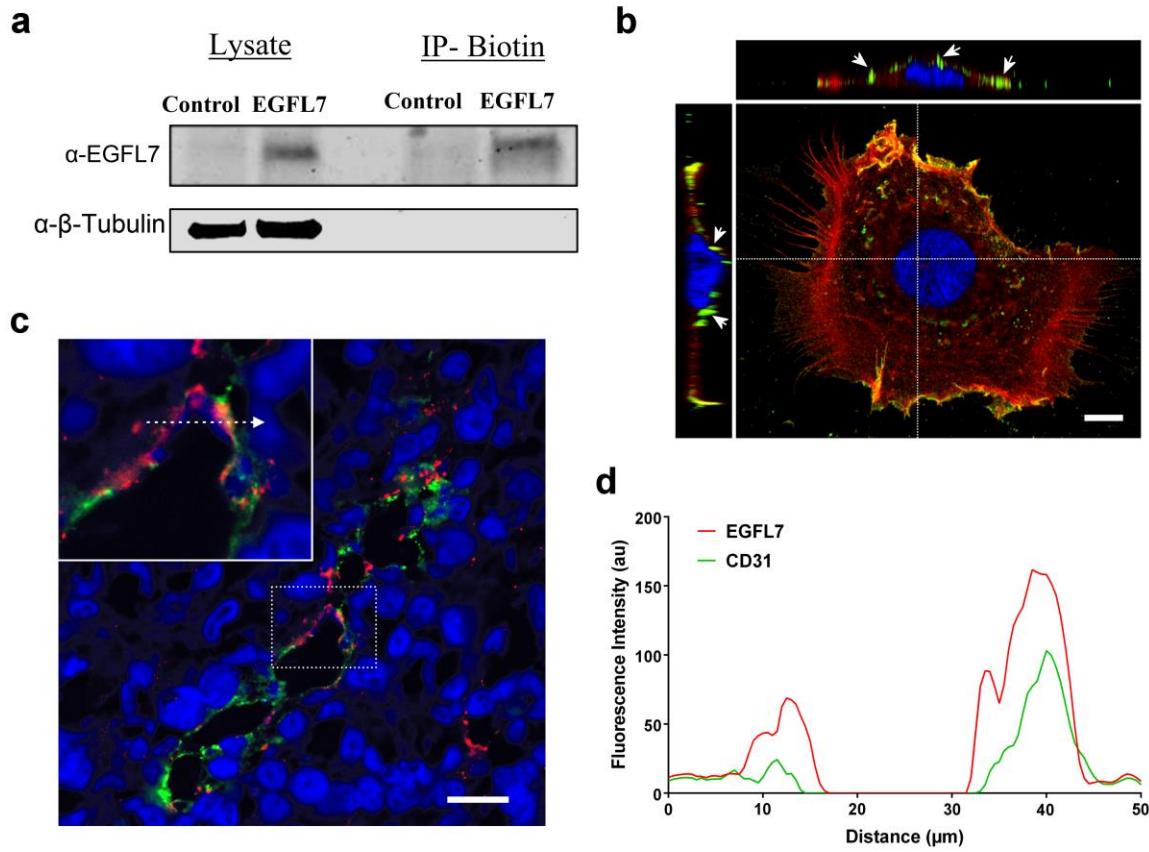 a
Lysate IP- Biotin
Control EGFL7 Control EGFL7
α-EGFL7
α-β-Tubulin
b
c
d
200
150
100
50
0
Fluorescence Intensity (au)
EGFL7
CD31
0 10 20 30 40 50
Distance (µm)